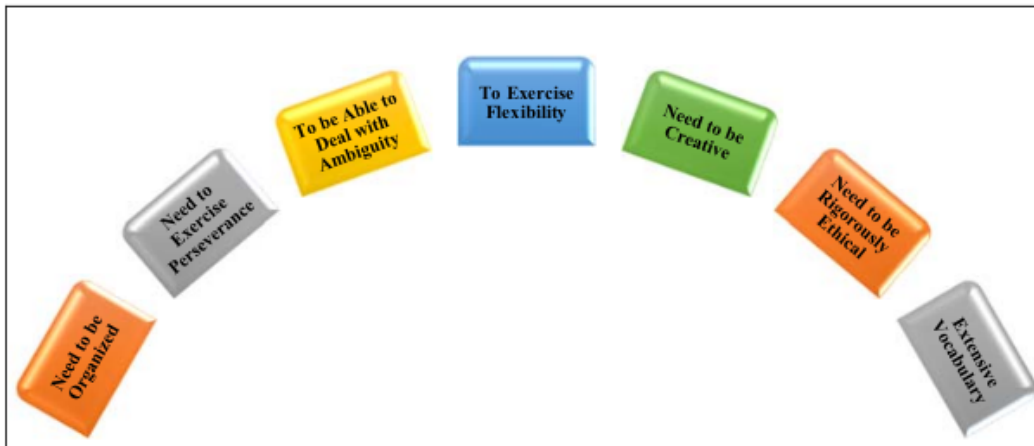 Need to be
Organized
Need to
Exercise
Perseverance
To be Able to
Deal with
Ambiguity
To Exercise
Flexibility
Need to be
Creative
Need to be
Rigorously
Ethical
Extensive
Vocabulary